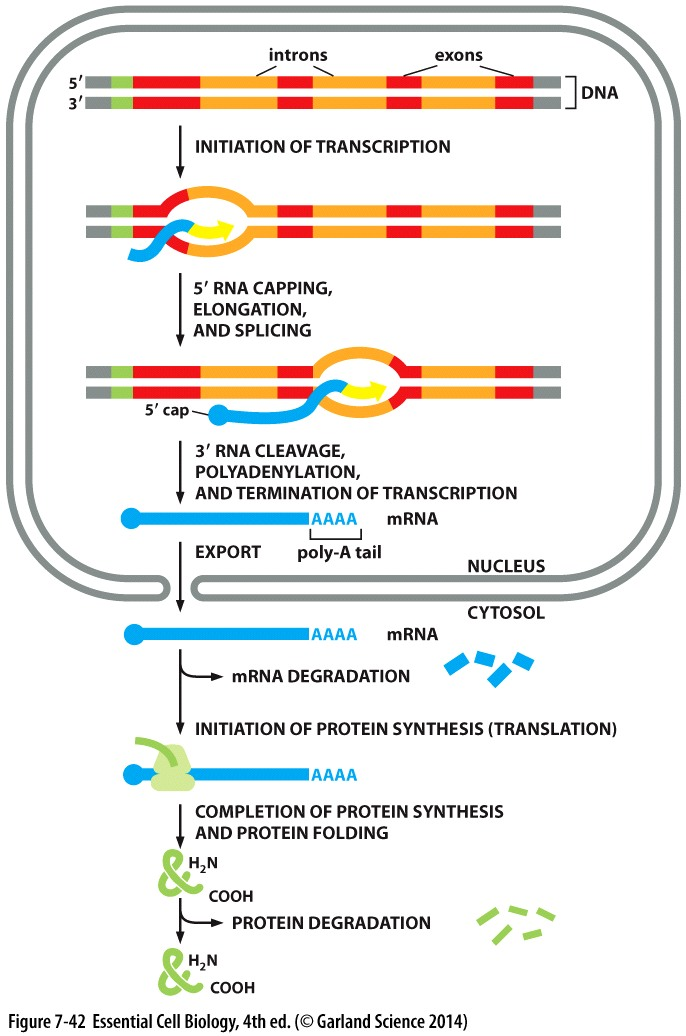 introns exons
5′
3′
DNA
INITIATION OF TRANSCRIPTION
5′ RNA CAPPING,
ELONGATION,
AND SPLICING
5′ cap
3′ RNA CLEAVAGE,
POLYADENYLATION,
AND TERMINATION OF TRANSCRIPTION
AAAA mRNA
EXPORT poly-A tail
NUCLEUS
CYTOSOL
AAAA mRNA
mRNA DEGRADATION
INITIATION OF PROTEIN SYNTHESIS (TRANSLATION)
AAAA
COMPLETION OF PROTEIN SYNTHESIS
AND PROTEIN FOLDING
H₂N
COOH
PROTEIN DEGRADATION
H₂N
COOH
Figure 7-42 Essential Cell Biology, 4th ed. (© Garland Science 2014)